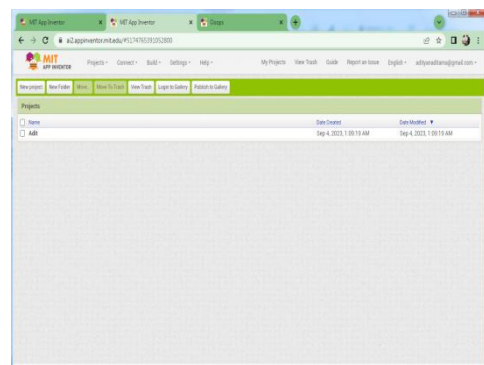 MIT App Inventor
MIT App Inventor
ai2.appinventor.mit.edu/#5174765391052800
MIT
APP INVENTOR
Projects
Connect
Build
Settings
Help
My Projects
View Trash
Guide
Report an Issue
English
New project
New Folder
Move...
Move To Trash
View Trash
Login to Gallery
Publish to Gallery
Projects
Name
Date Created
Date Modified ▼
Adit
Sep 4, 2023, 1:09:19 AM
Sep 4, 2023, 1:09:19 AM